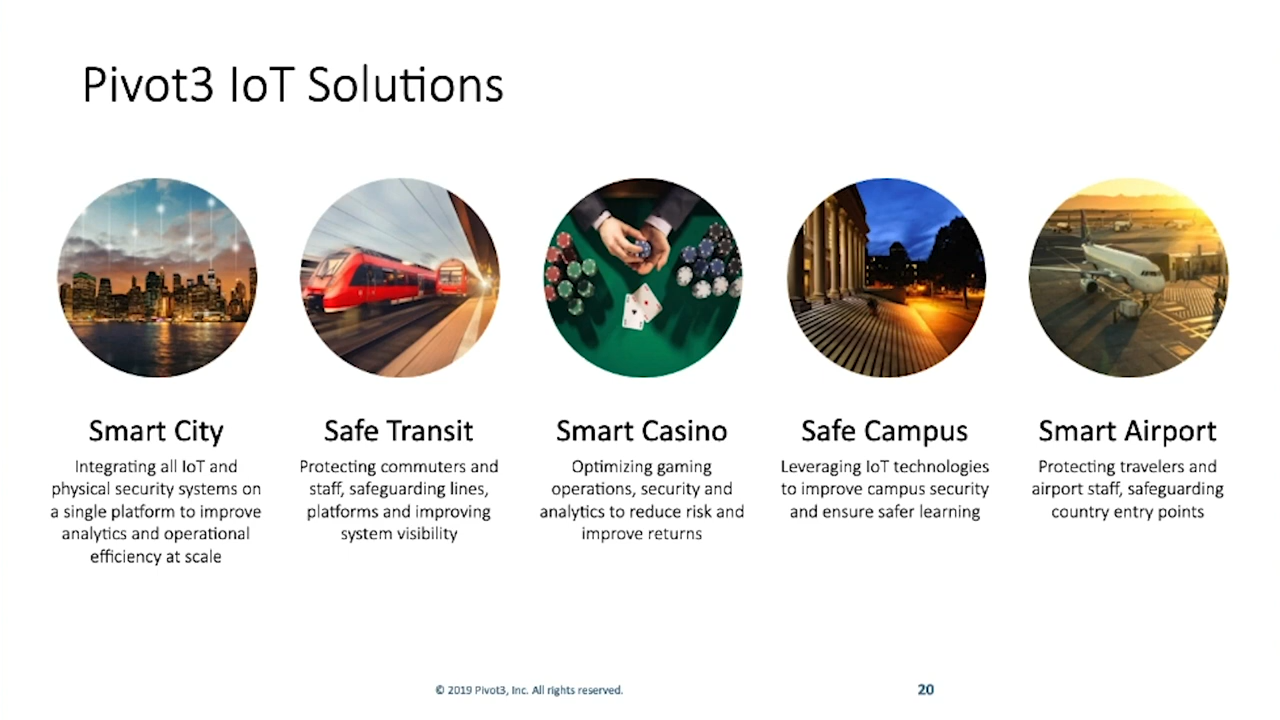 Pivot3 IoT Solutions
Smart City
Integrating all IoT and
physical security systems on
a single platform to improve
analytics and operational
efficiency at scale
Safe Transit
Protecting commuters and
staff, safeguarding lines,
platforms and improving
system visibility
Smart Casino
Optimizing gaming
operations, security and
analytics to reduce risk and
improve returns
Safe Campus
Leveraging IoT technologies
to improve campus security
and ensure safer learning
Smart Airport
Protecting travelers and
airport staff, safeguarding
country entry points
© 2019 Pivot3, Inc. All rights reserved.
20